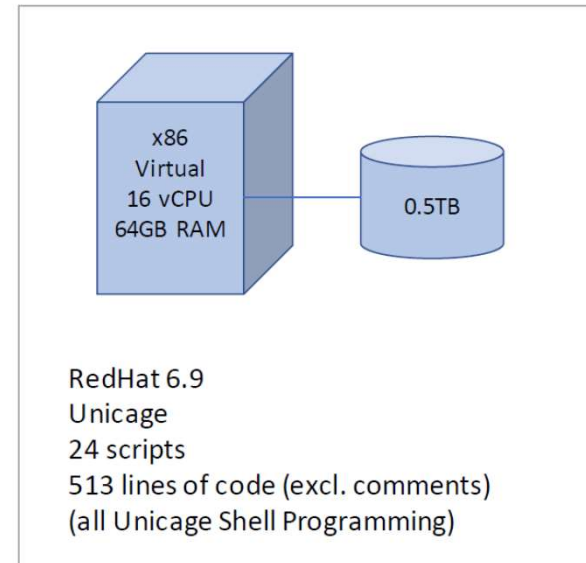 x86
Virtual
16 vCPU
64GB RAM
0.5TB
RedHat 6.9
Unicage
24 scripts
513 lines of code (excl. comments)
(all Unicage Shell Programming)